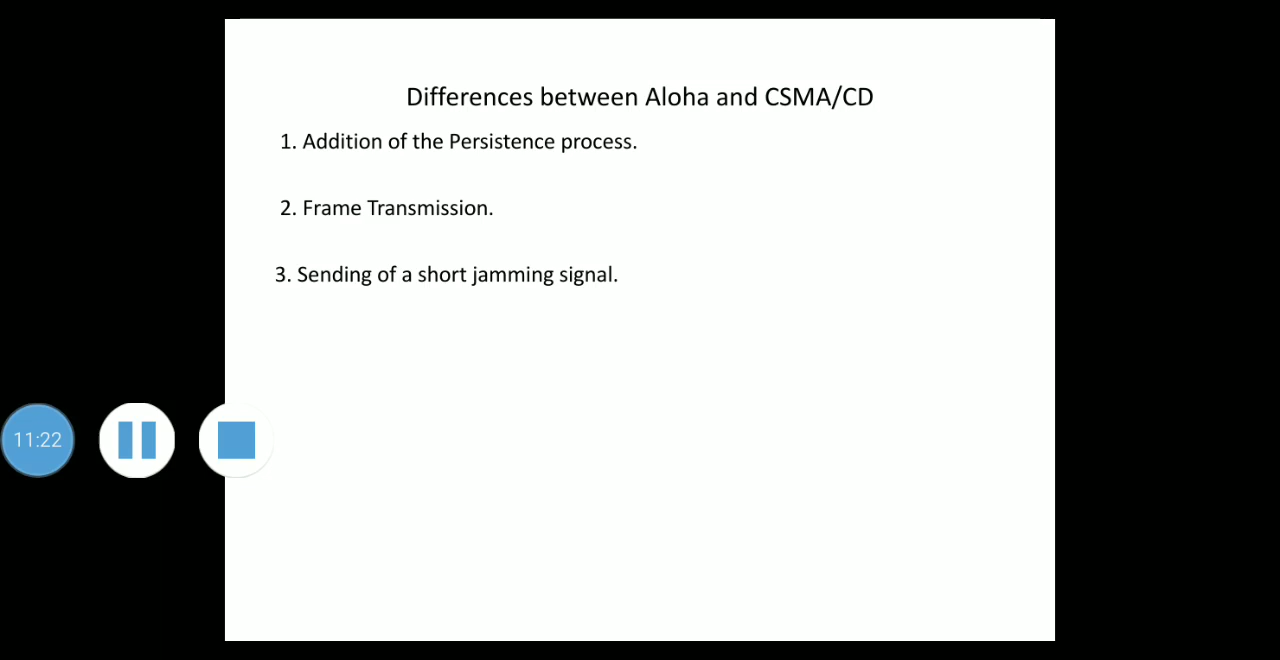 Differences between Aloha and CSMA/CD
1. Addition of the Persistence process.
2. Frame Transmission.
3. Sending of a short jamming signal.
11:22